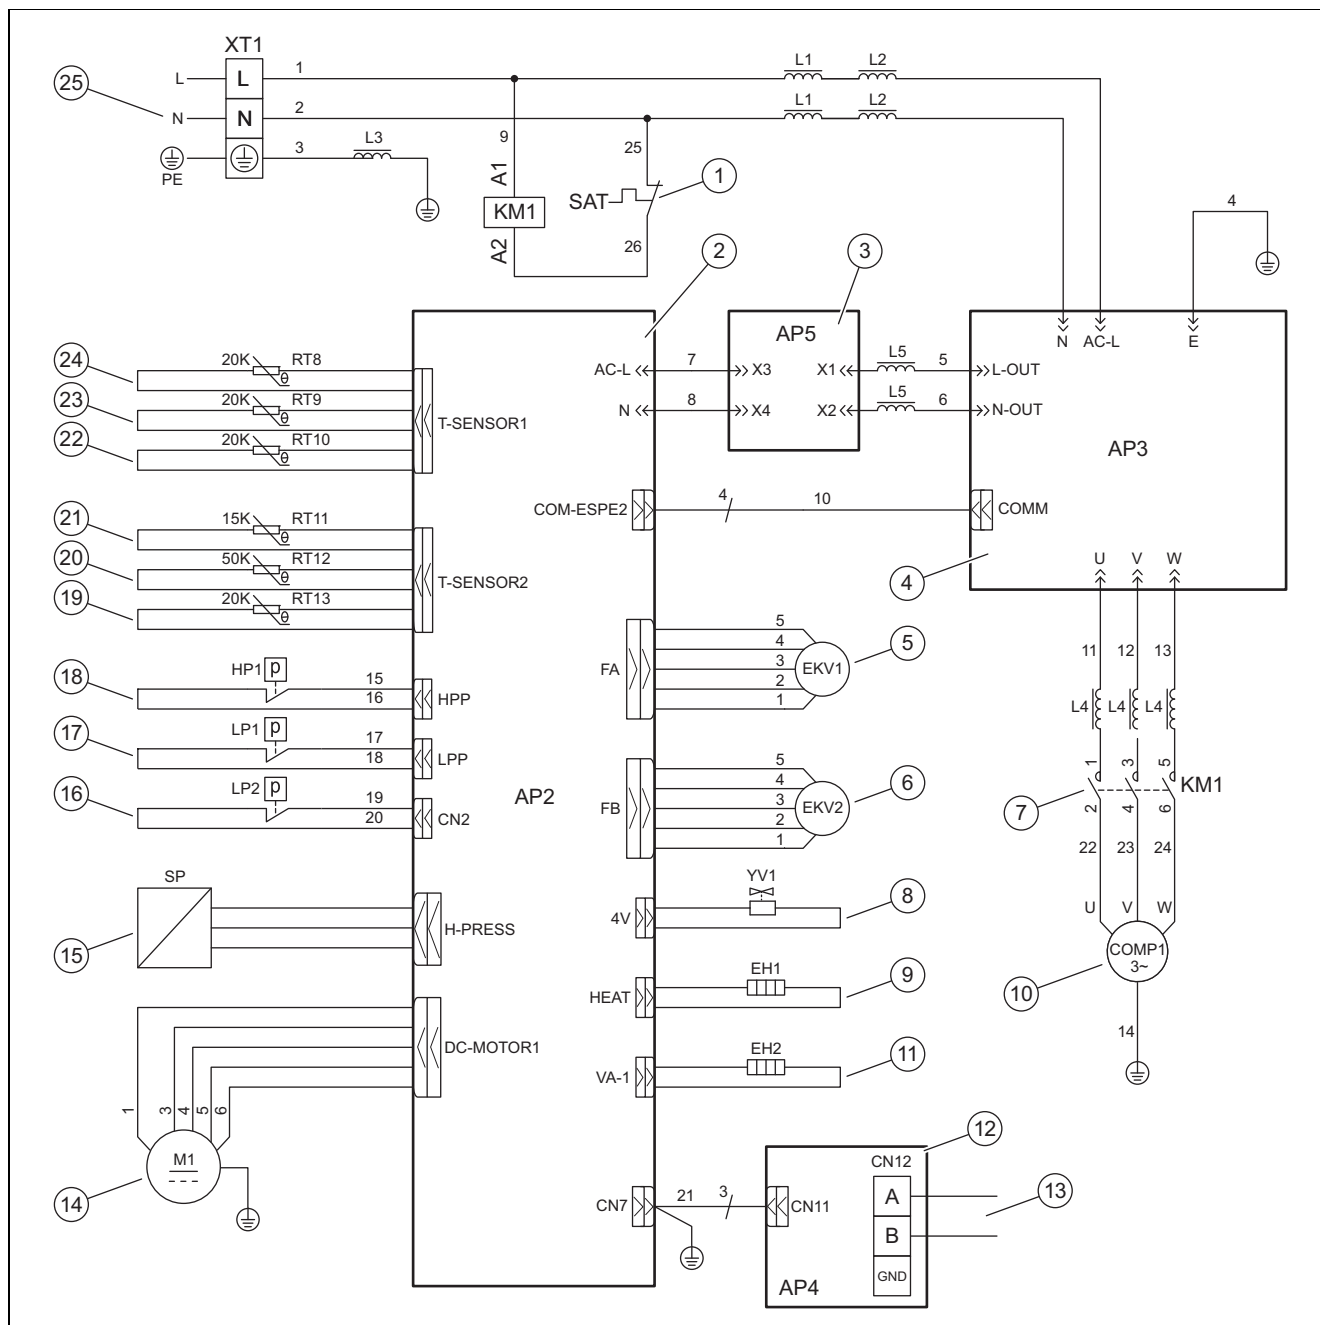 XT1
25
L
L
1
L1
L2
N
N
2
L1
L2
PE
3
L3
9
25
A1
KM1
A2
SAT
1
26
4
2
3
AP5
N
AC-L
E
24
20K
RT8
AC-L
7
X3
X1
L5
5
L-OUT
23
20K
RT9
T-SENSOR1
N
8
X4
X2
L5
6
N-OUT
22
20K
RT10
AP3
21
15K
RT11
COM-ESPE2
4
10
COMM
20
50K
RT12
T-SENSOR2
19
20K
RT13
4
U
V
W
FA
5
4
3
2
1
EKV1
5
11
12
13
18
HP1
p
15
16
HPP
L4
L4
L4
17
LP1
p
17
18
LPP
16
LP2
p
19
20
CN2
AP2
FB
5
4
3
2
1
EKV2
6
7
1
3
5
KM1
2
4
6
22
23
24
SP
15
H-PRESS
4V
YV1
8
U
V
W
COMP1
3~
10
14
HEAT
EH1
9
DC-MOTOR1
VA-1
EH2
11
1
3
4
5
6
M1
14
12
CN12
CN7
21
3
CN11
A
B
GND
13
AP4